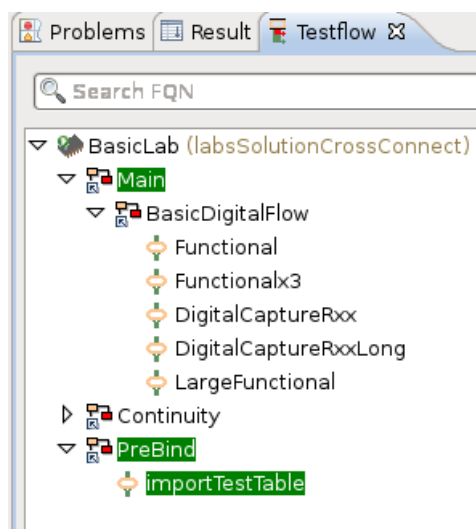 Problems Result Testflow
Search FQN
BasicLab (labsSolutionCrossConnect)
Main
BasicDigitalFlow
Functional
Functionalx3
DigitalCaptureRxx
DigitalCaptureRxxLong
LargeFunctional
Continuity
PreBind
importTestTable